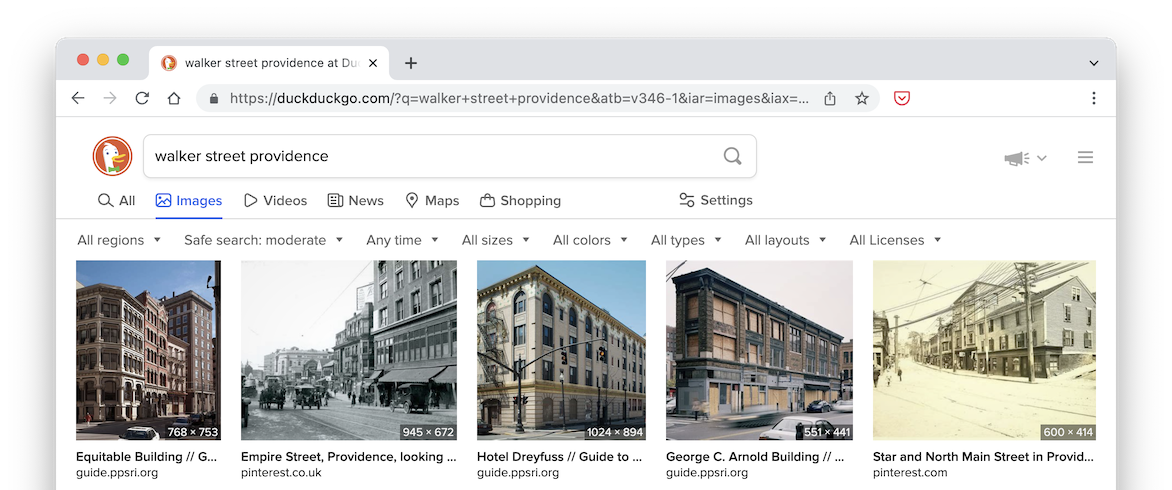 walker street providence at Du
https://duckduckgo.com/?q=walker+street+providence&atb=v346-1&iar=images&iax=...
walker street providence
All Images Videos News Maps Shopping Settings
All regions Safe search: moderate Any time All sizes All colors All types All layouts All Licenses
768 × 753 945 × 672 1024 × 894 551 × 441 600 × 414
Equitable Building // G... Empire Street, Providence, looking ... Hotel Dreyfuss // Guide to ... George C. Arnold Building // ... Star and North Main Street in Provid...
guide.ppsri.org pinterest.co.uk guide.ppsri.org guide.ppsri.org pinterest.com